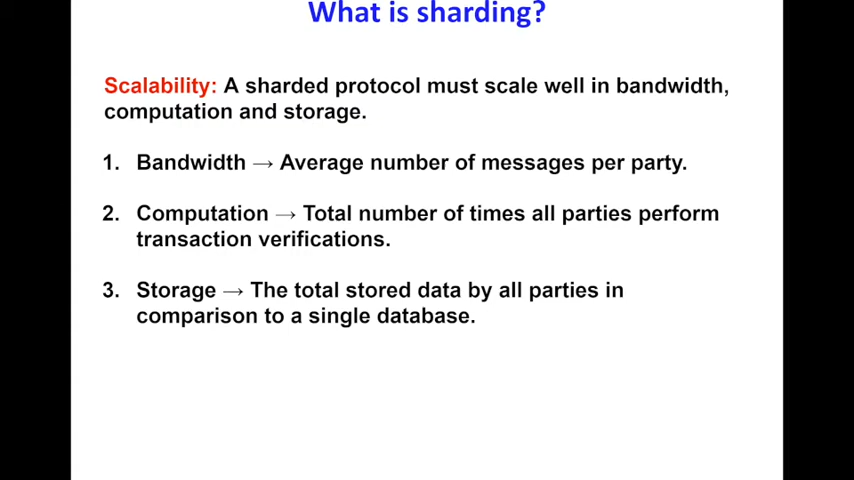 What is sharding?
Scalability: A sharded protocol must scale well in bandwidth,
computation and storage.
1. Bandwidth → Average number of messages per party.
2. Computation → Total number of times all parties perform
transaction verifications.
3. Storage → The total stored data by all parties in
comparison to a single database.